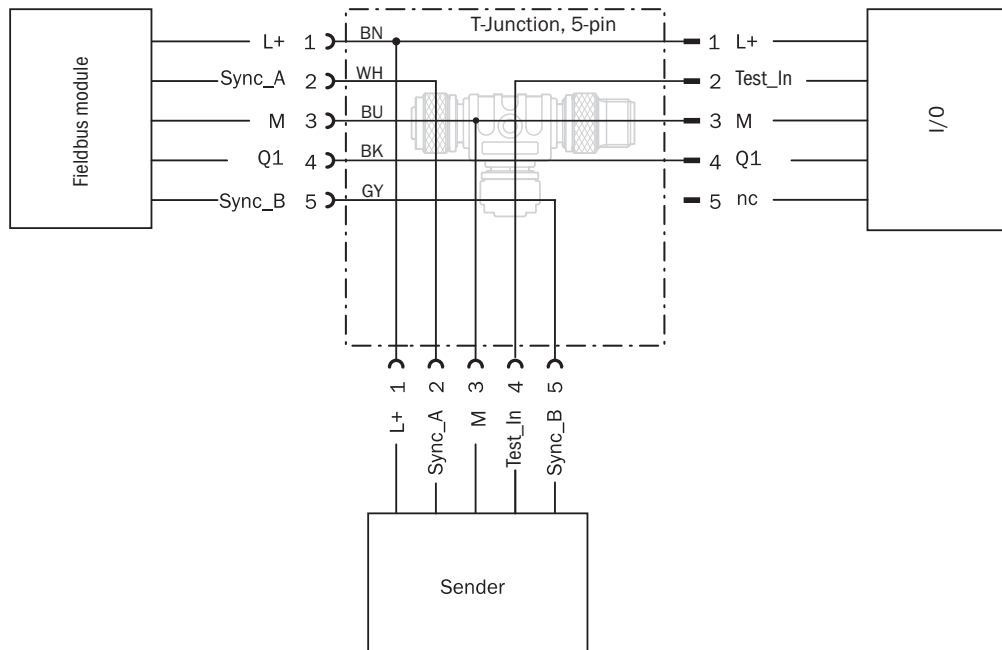 T-Junction, 5-pin
Fieldbus module
L+ 1 BN
Sync_A 2 WH
M 3 BU
Q1 4 BK
Sync_B 5 GY
1 L+
2 Test_In
3 M
4 Q1
5 nc
I/O
1 2 3 4 5
L+ Sync_A M Test_In Sync_B
Sender